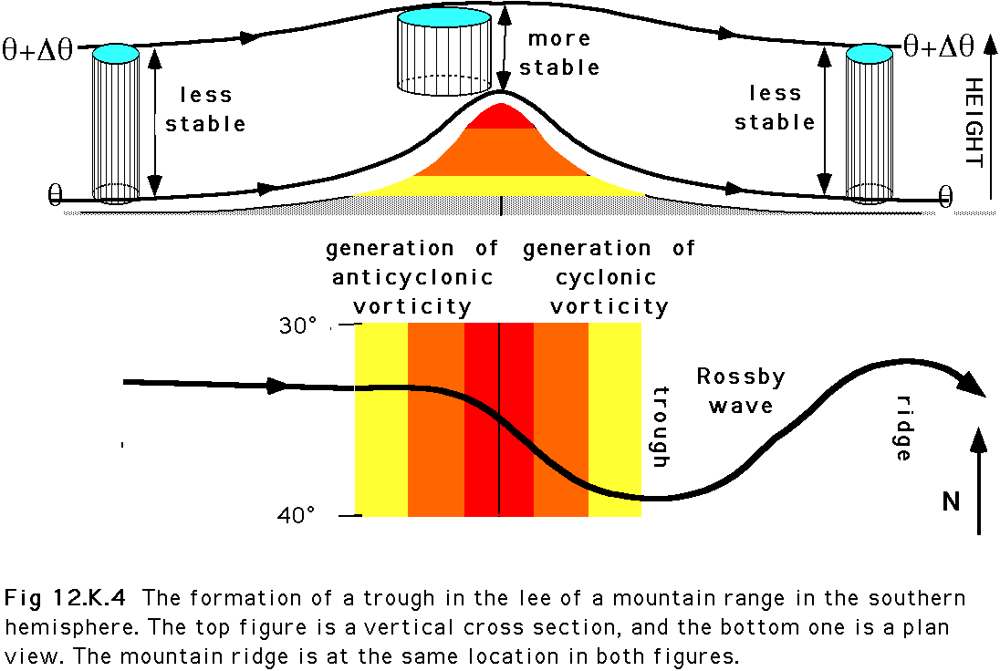 θ+Δθ
less
stable
more
stable
less
stable
θ+Δθ
HEIGHT
θ
θ
generation of
anticyclonic
vorticity
generation of
cyclonic
vorticity
30°
trough
Rossby
wave
ridge
N
40°
Fig 12.K.4 The formation of a trough in the lee of a mountain range in the southern
hemisphere. The top figure is a vertical cross section, and the bottom one is a plan
view. The mountain ridge is at the same location in both figures.